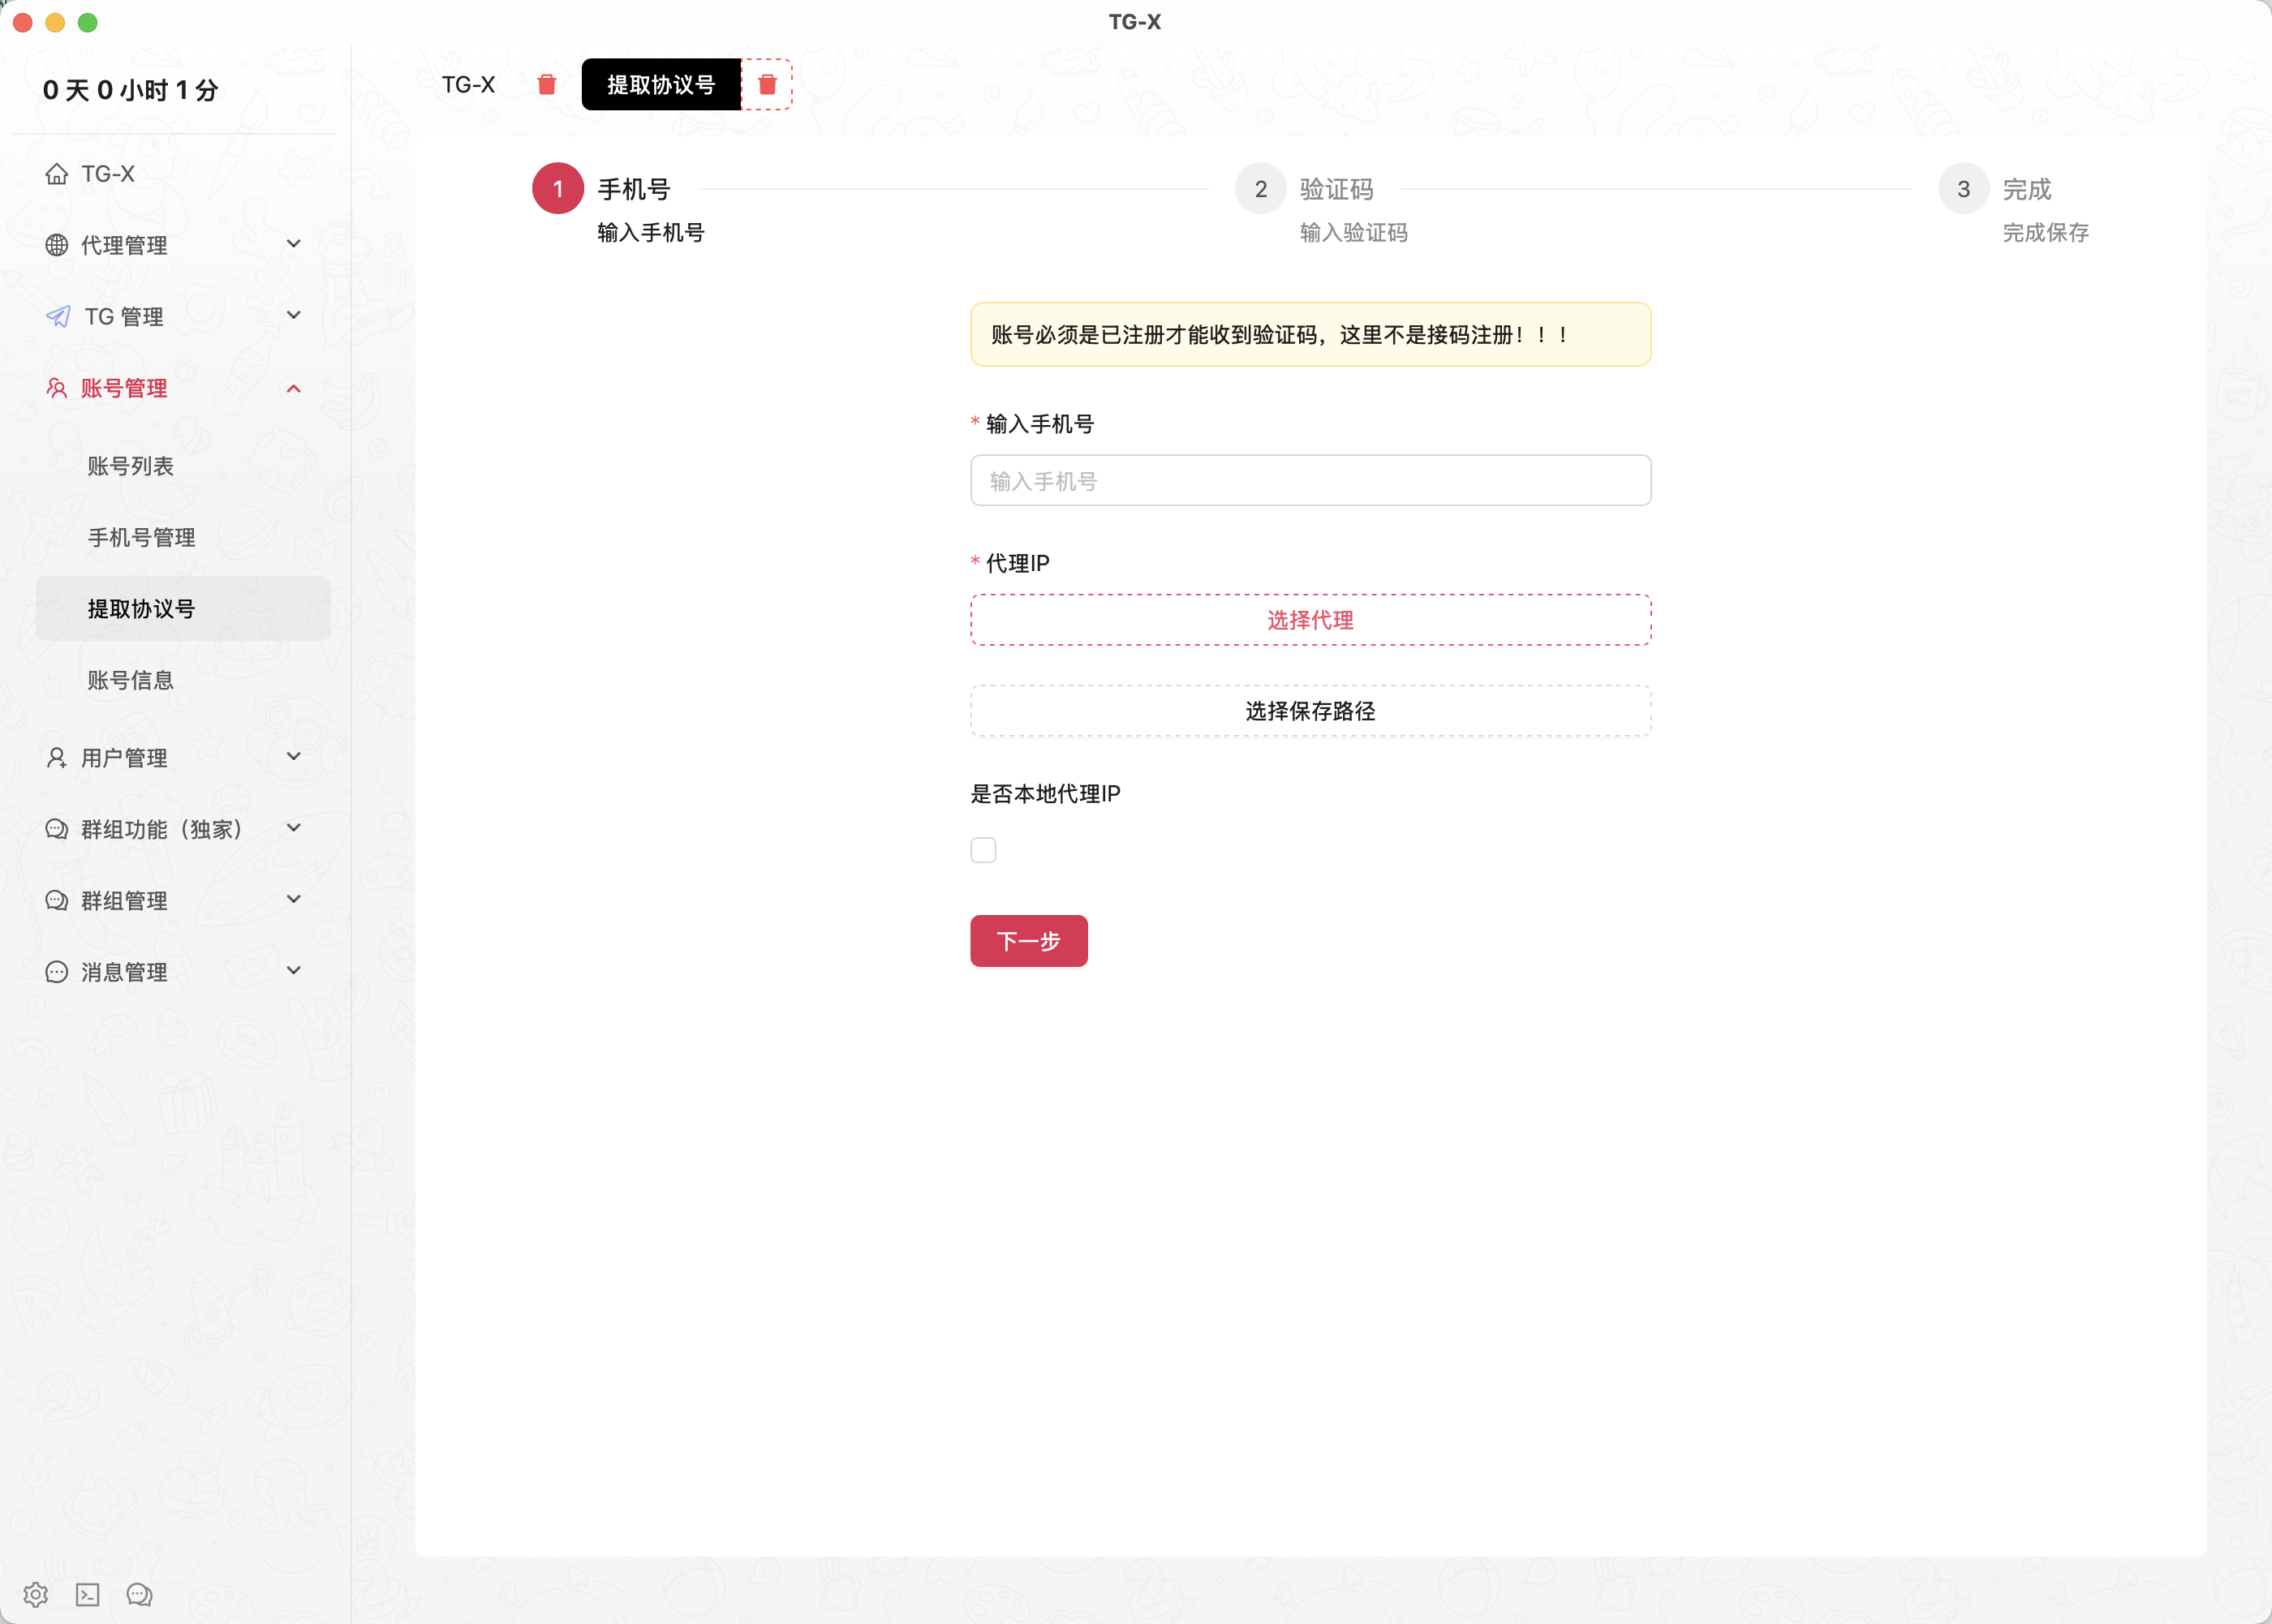 TG-X
0 天 0 小时 1 分
TG-X
提取协议号
TG-X
代理管理
TG 管理
账号管理
账号列表
手机号管理
提取协议号
账号信息
用户管理
群组功能（独家）
群组管理
消息管理
1 手机号
输入手机号
2 验证码
输入验证码
3 完成
完成保存
账号必须是已注册才能收到验证码，这里不是接码注册！！！
* 输入手机号
输入手机号
* 代理IP
选择代理
选择保存路径
是否本地代理IP
下一步